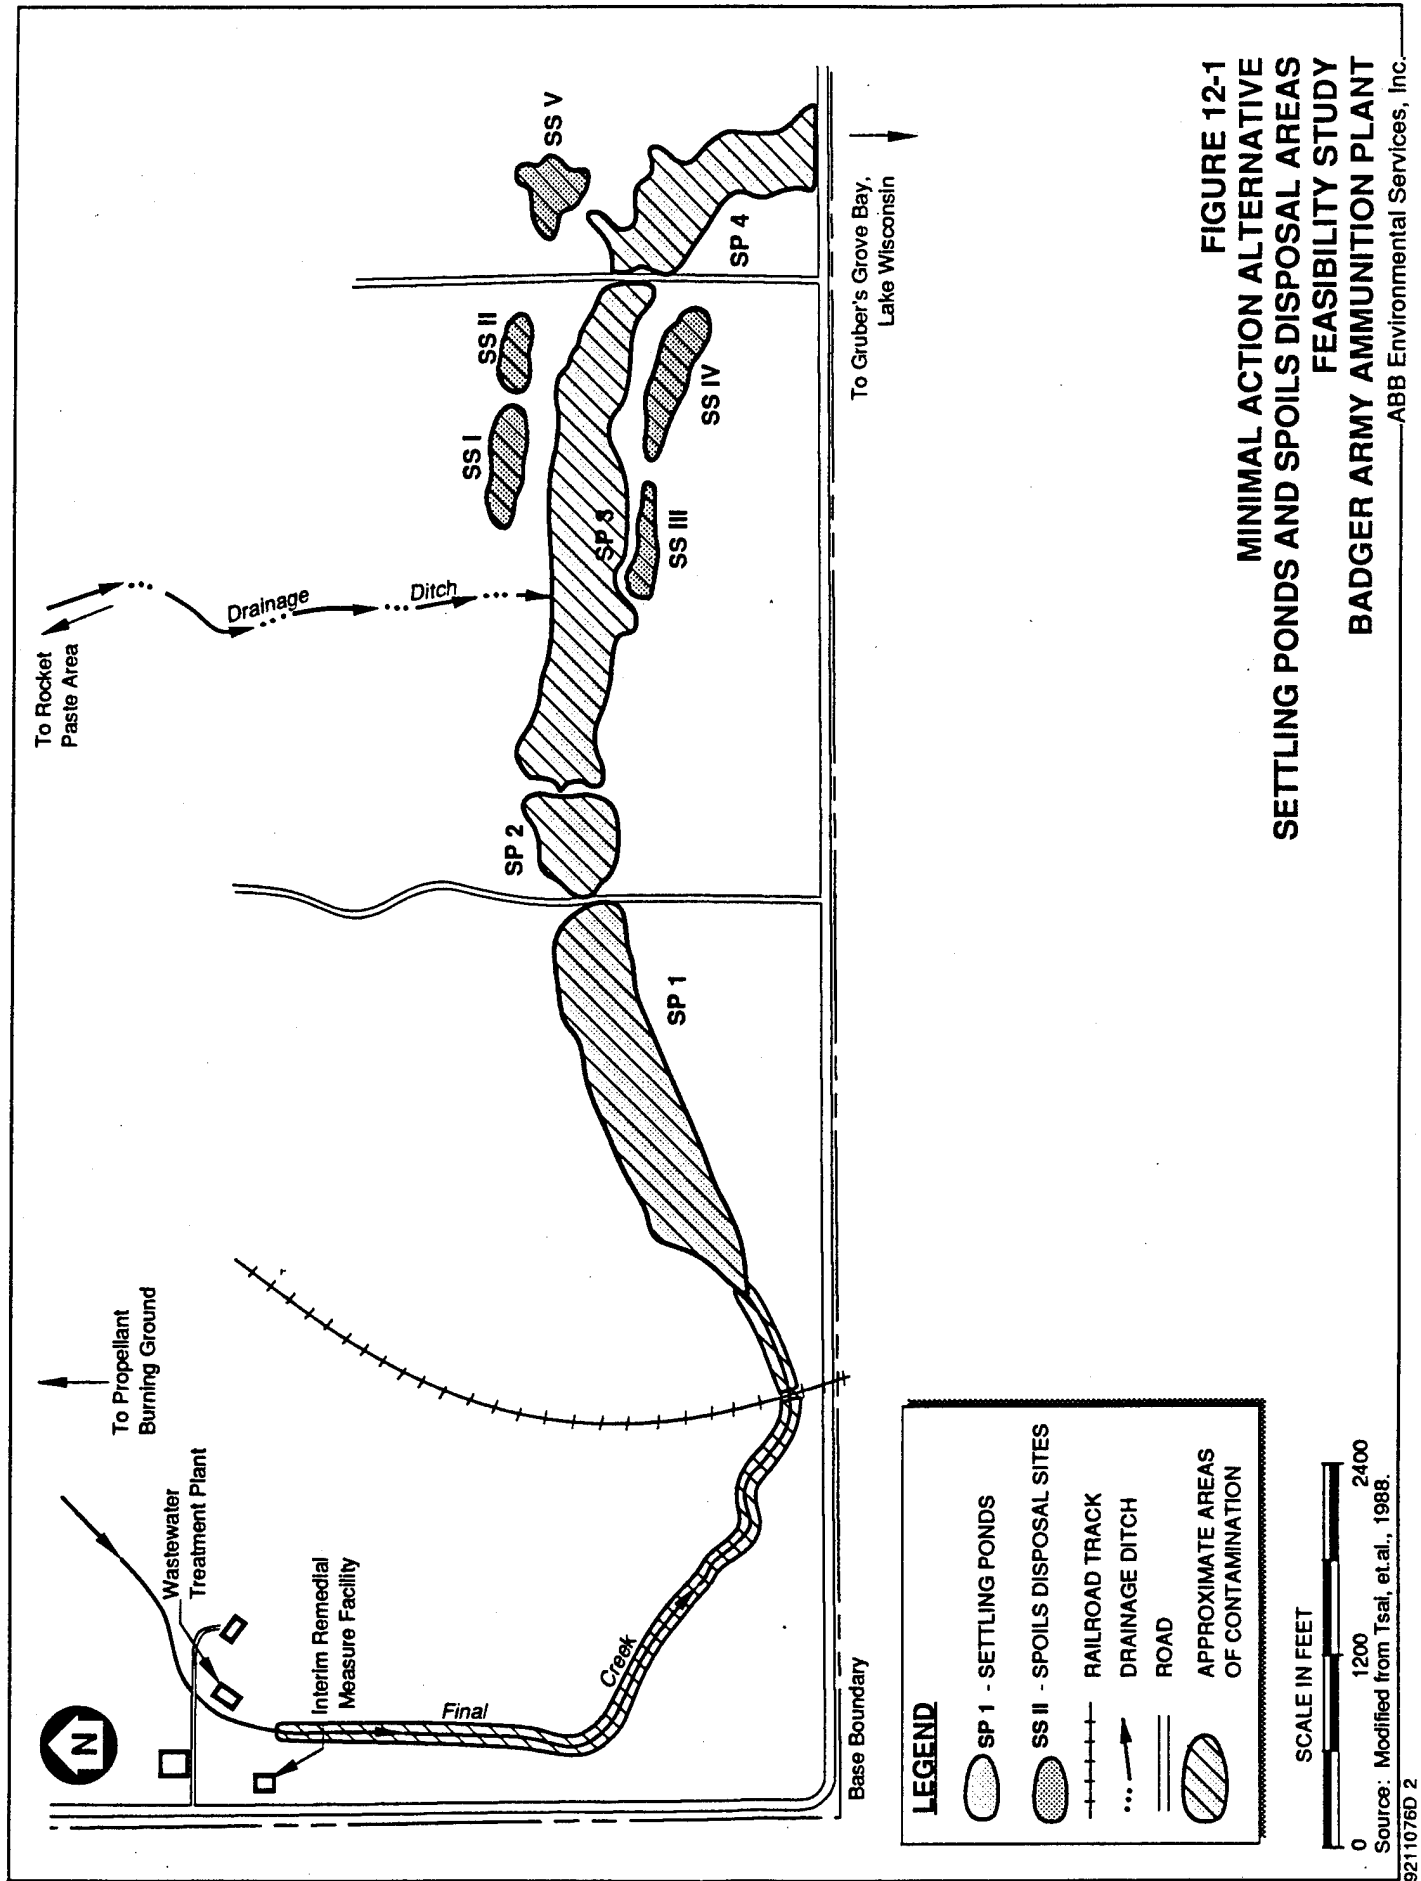 To Rocket
Paste Area
Drainage
Ditch
SS V
SS II
SS I
SP 3
SS III
SS IV
SP 4
SP 2
SP 1
To Propellant
Burning Ground
Wastewater
Treatment Plant
Interim Remedial
Measure Facility
N
Final
Creek
Base Boundary
To Gruber's Grove Bay,
Lake Wisconsin
LEGEND
SP 1 - SETTLING PONDS
SS II - SPOILS DISPOSAL SITES
RAILROAD TRACK
DRAINAGE DITCH
ROAD
APPROXIMATE AREAS
OF CONTAMINATION
SCALE IN FEET
0 1200 2400
Source: Modified from Tsai, et.al., 1988.
9211076D 2
FIGURE 12-1
MINIMAL ACTION ALTERNATIVE
SETTLING PONDS AND SPOILS DISPOSAL AREAS
FEASIBILITY STUDY
BADGER ARMY AMMUNITION PLANT
ABB Environmental Services, Inc.